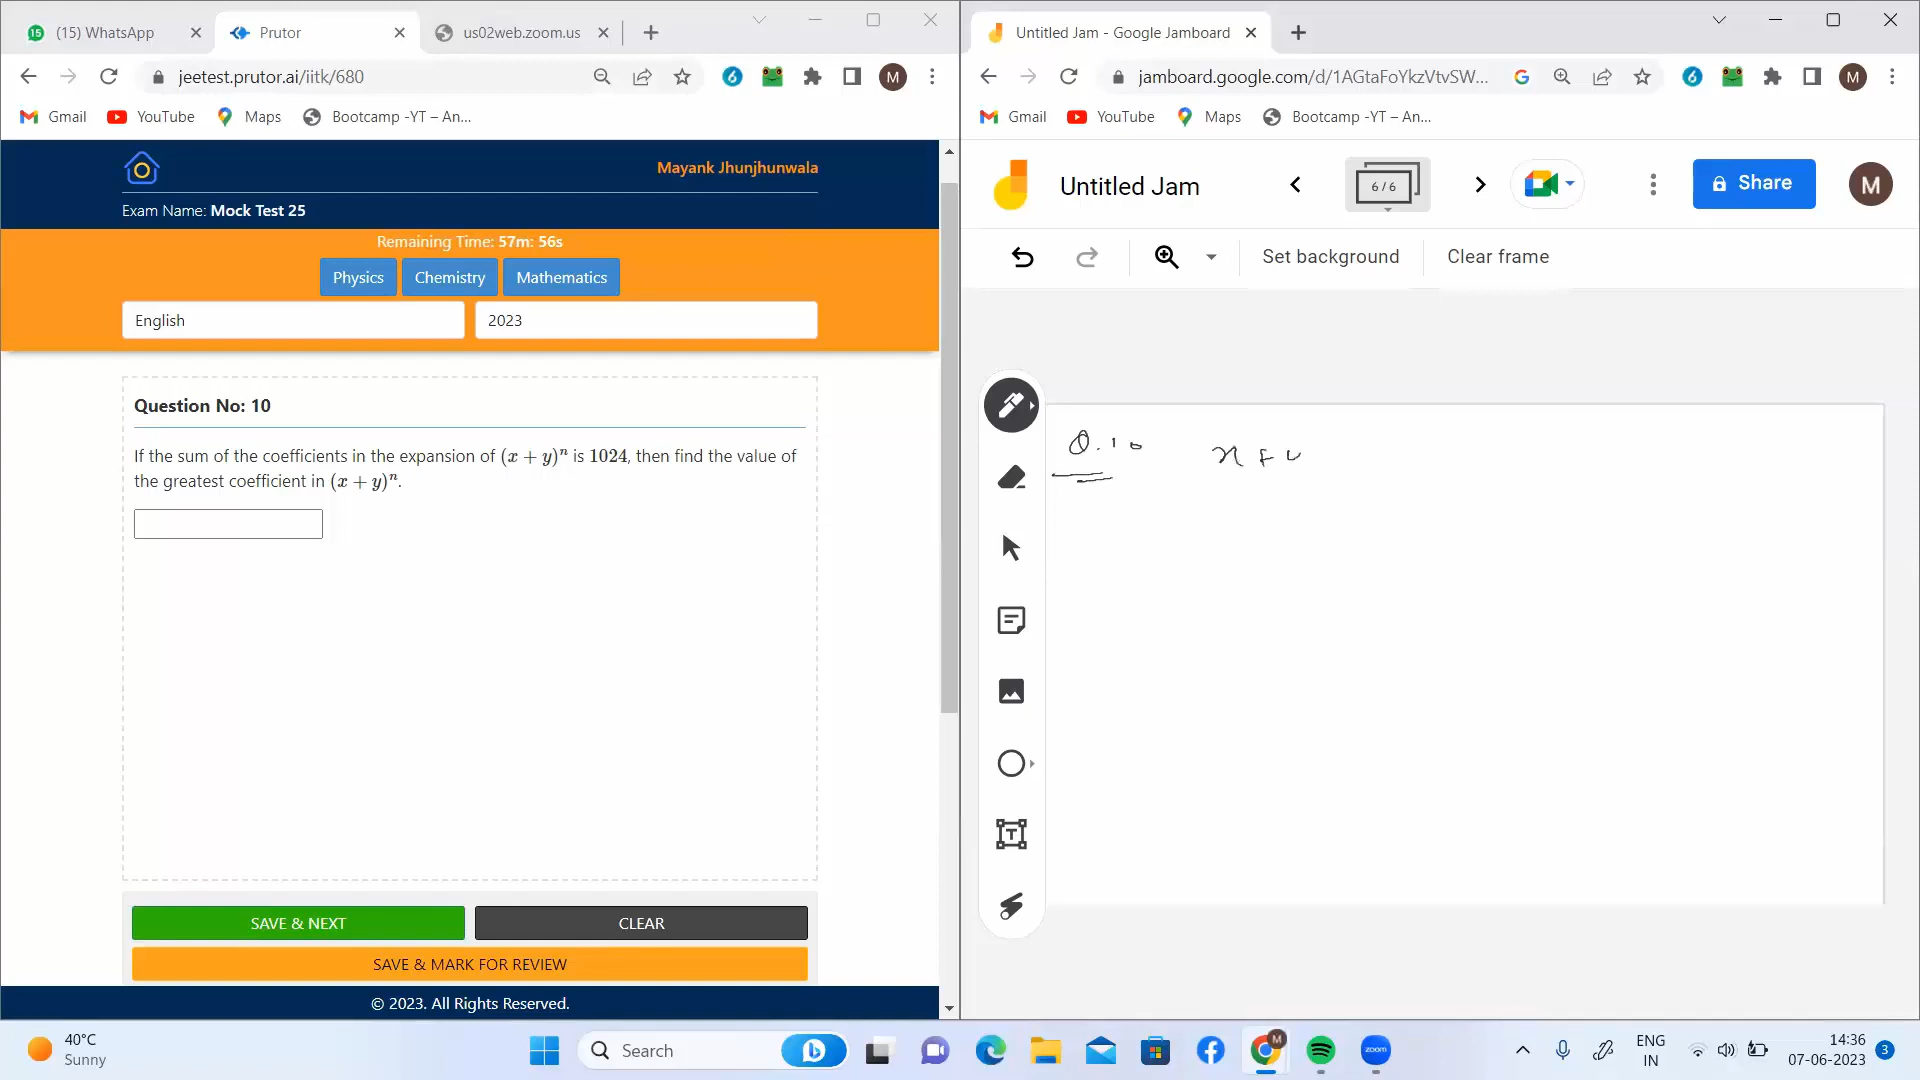 (15) WhatsApp
Prutor
us02web.zoom.us
jeetest.prutor.ai/iitk/680
M
Gmail
YouTube
Maps
Bootcamp -YT – An...
Mayank Jhunjhunwala
Exam Name: Mock Test 25
Remaining Time: 57m: 56s
Physics
Chemistry
Mathematics
English
2023
Question No: 10
If the sum of the coefficients in the expansion of (x + y)^n is 1024, then find the value of
the greatest coefficient in (x + y)^n.
SAVE & NEXT
CLEAR
SAVE & MARK FOR REVIEW
© 2023. All Rights Reserved.
Untitled Jam - Google Jamboard
jamboard.google.com/d/1AGtaFoYkzVtvSW...
M
Gmail
YouTube
Maps
Bootcamp -YT – An...
Untitled Jam
6 / 6
Share
M
Set background
Clear frame
Q.10
x +
40°C
Sunny
Search
zoom
ENG
IN
14:36
07-06-2023
3